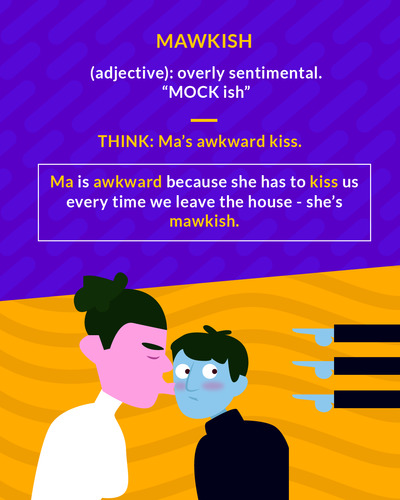 MAWKISH
(adjective): overly sentimental.
“MOCK ish”
THINK: Ma’s awkward kiss.
Ma is awkward because she has to kiss us
every time we leave the house - she’s
mawkish.